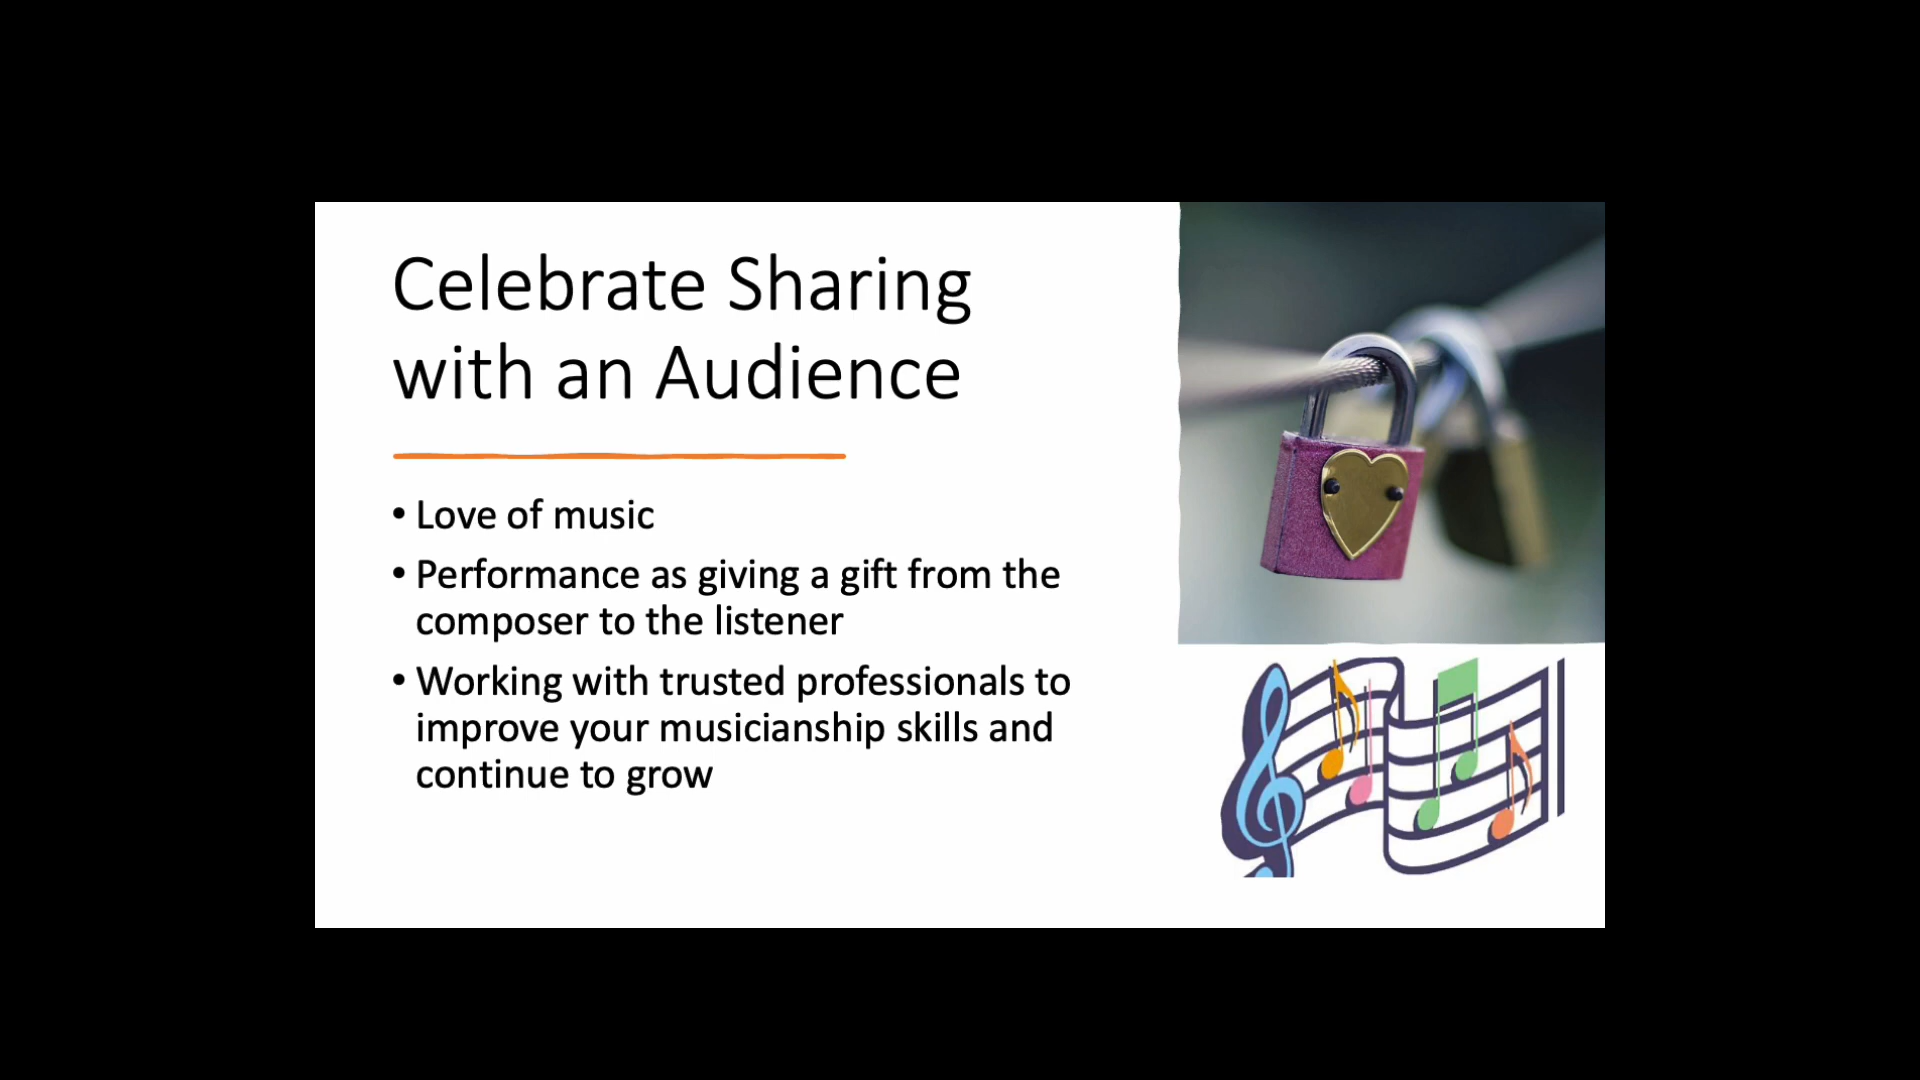 Celebrate Sharing
with an Audience
• Love of music
• Performance as giving a gift from the
composer to the listener
• Working with trusted professionals to
improve your musicianship skills and
continue to grow